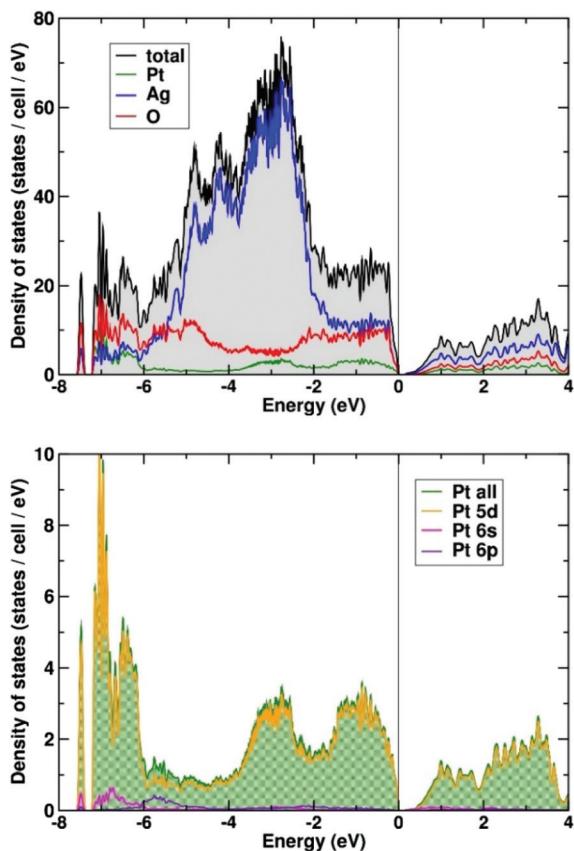 80
60
40
20
0
Density of states (states / cell / eV)
total
Pt
Ag
O
-8 -6 -4 -2 0 2 4
Energy (eV)
10
8
6
4
2
0
Density of states (states / cell / eV)
Pt all
Pt 5d
Pt 6s
Pt 6p
-8 -6 -4 -2 0 2 4
Energy (eV)